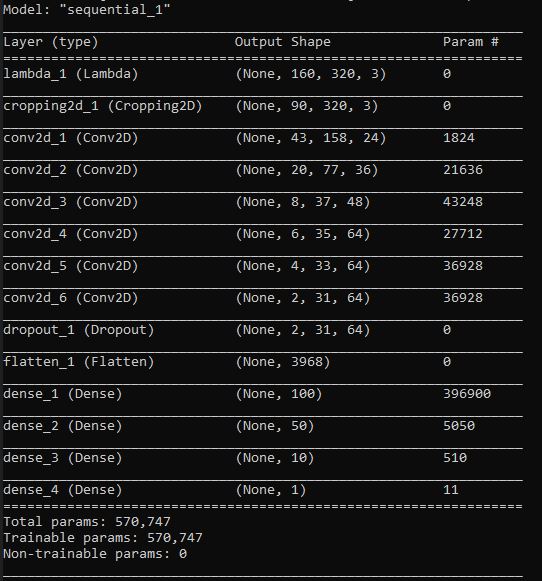 Model: "sequential_1"
Layer (type)                 Output Shape              Param #
=================================================================
lambda_1 (Lambda)            (None, 160, 320, 3)       0
cropping2d_1 (Cropping2D)    (None, 90, 320, 3)        0
conv2d_1 (Conv2D)            (None, 43, 158, 24)       1824
conv2d_2 (Conv2D)            (None, 20, 77, 36)        21636
conv2d_3 (Conv2D)            (None, 8, 37, 48)         43248
conv2d_4 (Conv2D)            (None, 6, 35, 64)         27712
conv2d_5 (Conv2D)            (None, 4, 33, 64)         36928
conv2d_6 (Conv2D)            (None, 2, 31, 64)         36928
dropout_1 (Dropout)          (None, 2, 31, 64)         0
flatten_1 (Flatten)          (None, 3968)              0
dense_1 (Dense)              (None, 100)               396900
dense_2 (Dense)              (None, 50)                5050
dense_3 (Dense)              (None, 10)                510
dense_4 (Dense)              (None, 1)                 11
=================================================================
Total params: 570,747
Trainable params: 570,747
Non-trainable params: 0